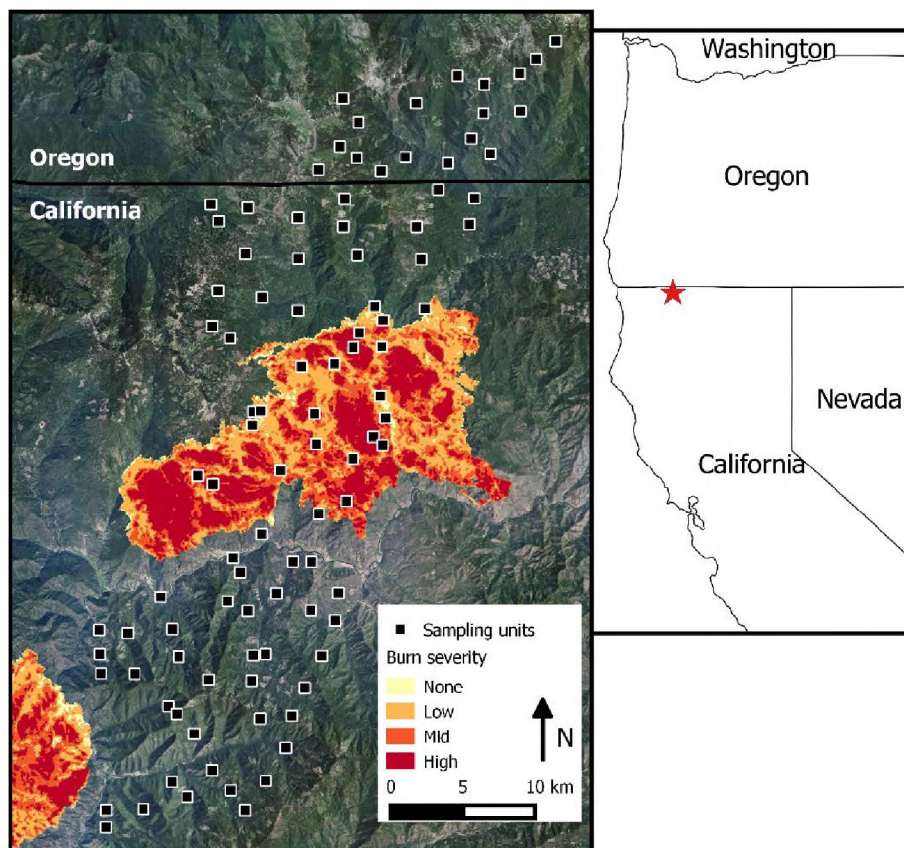 Oregon
California
Sampling units
Burn severity
None
Low
Mid
High
N
0 5 10 km
Washington
Oregon
Nevada
California